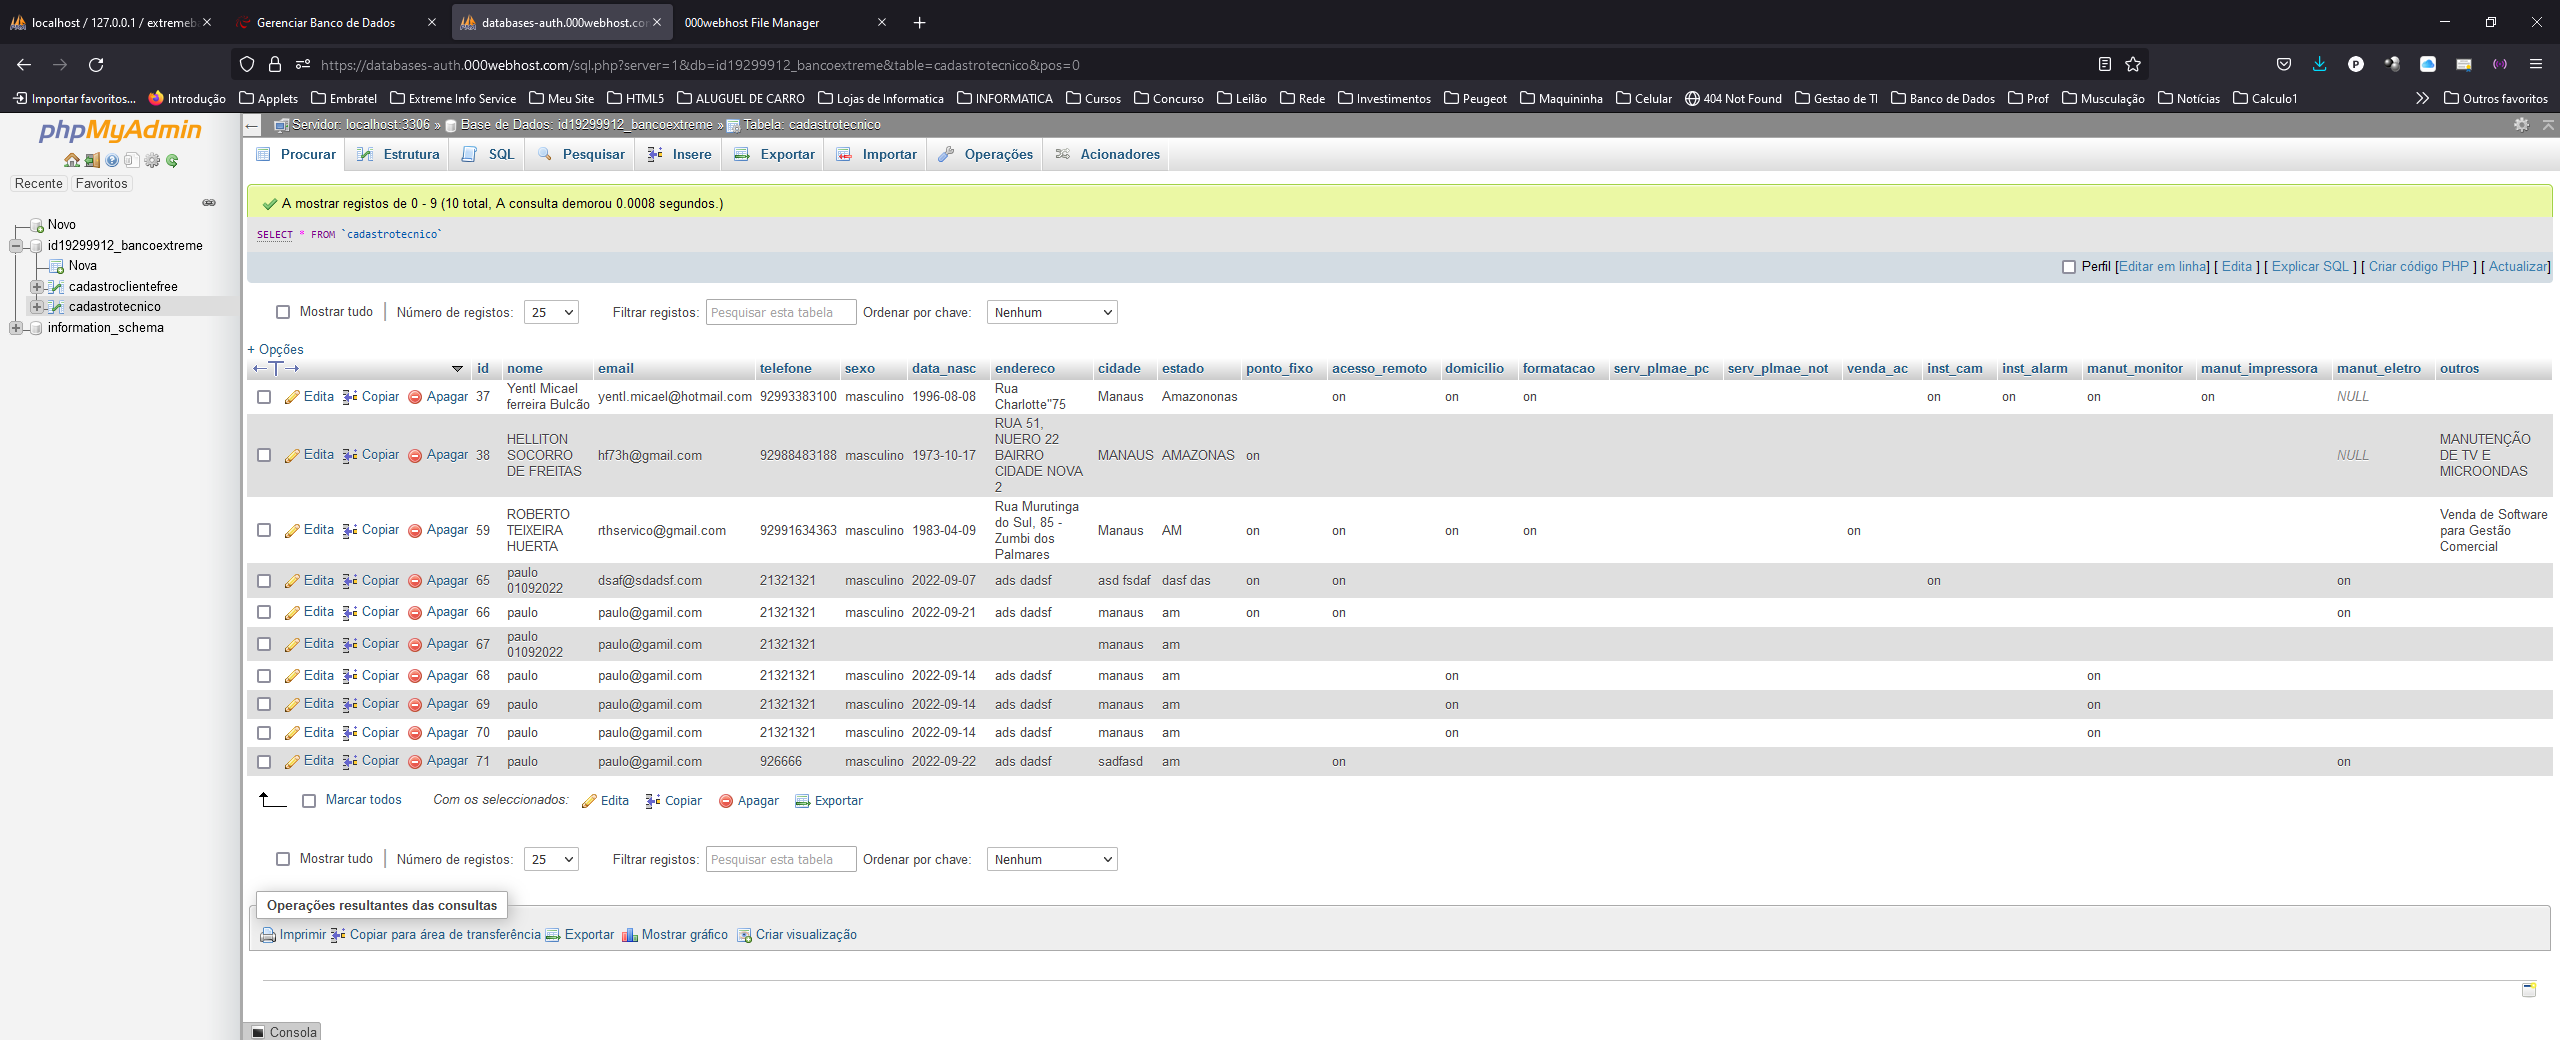 localhost / 127.0.0.1 / extremeb
Gerenciar Banco de Dados
databases-auth.000webhost.co
000webhost File Manager
https://databases-auth.000webhost.com/sql.php?server=1&db=id19299912_bancoextreme&table=cadastrotecnico&pos=0
Importar favoritos... Introdução Applets Embratel Extreme Info Service Meu Site HTML5 ALUGUEL DE CARRO Lojas de Informatica INFORMATICA Cursos Concurso Leilão Rede Investimentos Peugeot Maquininha Celular 404 Not Found Gestao de TI Banco de Dados Prof Musculação Notícias Calculo1 Outros favoritos
phpMyAdmin
Recente Favoritos
Novo
id19299912_bancoextreme
Nova
cadastroclientefree
cadastrotecnico
information_schema
Servidor: localhost:3306 » Base de Dados: id19299912_bancoextreme » Tabela: cadastrotecnico
Procurar Estrutura SQL Pesquisar Insere Exportar Importar Operações Acionadores
A mostrar registos de 0 - 9 (10 total, A consulta demorou 0.0008 segundos.)
SELECT * FROM `cadastrotecnico`
Perfil [Editar em linha] [ Edita ] [ Explicar SQL ] [ Criar código PHP ] [ Actualizar]
Mostrar tudo Número de registos: 25 Filtrar registos: Pesquisar esta tabela Ordenar por chave: Nenhum
+ Opções
←T→ id nome email telefone sexo data_nasc endereco cidade estado ponto_fixo acesso_remoto domicilio formatacao serv_plmae_pc serv_plmae_not venda_ac inst_cam inst_alarm manut_monitor manut_impressora manut_eletro outros
Edita Copiar Apagar 37 Yentl Micael ferreira Bulcão yentl.micael@hotmail.com 92993383100 masculino 1996-08-08 Rua Charlotte"75 Manaus Amazononas on on on on on on on NULL
Edita Copiar Apagar 38 HELLITON SOCORRO DE FREITAS hf73h@gmail.com 92988483188 masculino 1973-10-17 RUA 51, NUERO 22 BAIRRO CIDADE NOVA 2 MANAUS AMAZONAS on NULL MANUTENÇÃO DE TV E MICROONDAS
Edita Copiar Apagar 59 ROBERTO TEIXEIRA HUERTA rthservico@gmail.com 92991634363 masculino 1983-04-09 Rua Murutinga do Sul, 85 - Zumbi dos Palmares Manaus AM on on on on on Venda de Software para Gestão Comercial
Edita Copiar Apagar 65 paulo 01092022 dsaf@sdadsf.com 21321321 masculino 2022-09-07 ads dadsf asd fsdaf dasf das on on on on
Edita Copiar Apagar 66 paulo paulo@gamil.com 21321321 masculino 2022-09-21 ads dadsf manaus am on on on
Edita Copiar Apagar 67 paulo 01092022 paulo@gamil.com 21321321 manaus am
Edita Copiar Apagar 68 paulo paulo@gamil.com 21321321 masculino 2022-09-14 ads dadsf manaus am on on
Edita Copiar Apagar 69 paulo paulo@gamil.com 21321321 masculino 2022-09-14 ads dadsf manaus am on on
Edita Copiar Apagar 70 paulo paulo@gamil.com 21321321 masculino 2022-09-14 ads dadsf manaus am on on
Edita Copiar Apagar 71 paulo paulo@gamil.com 926666 masculino 2022-09-22 ads dadsf sadfasd am on on
Marcar todos Com os seleccionados: Edita Copiar Apagar Exportar
Mostrar tudo Número de registos: 25 Filtrar registos: Pesquisar esta tabela Ordenar por chave: Nenhum
Operações resultantes das consultas
Imprimir Copiar para área de transferência Exportar Mostrar gráfico Criar visualização
Consola